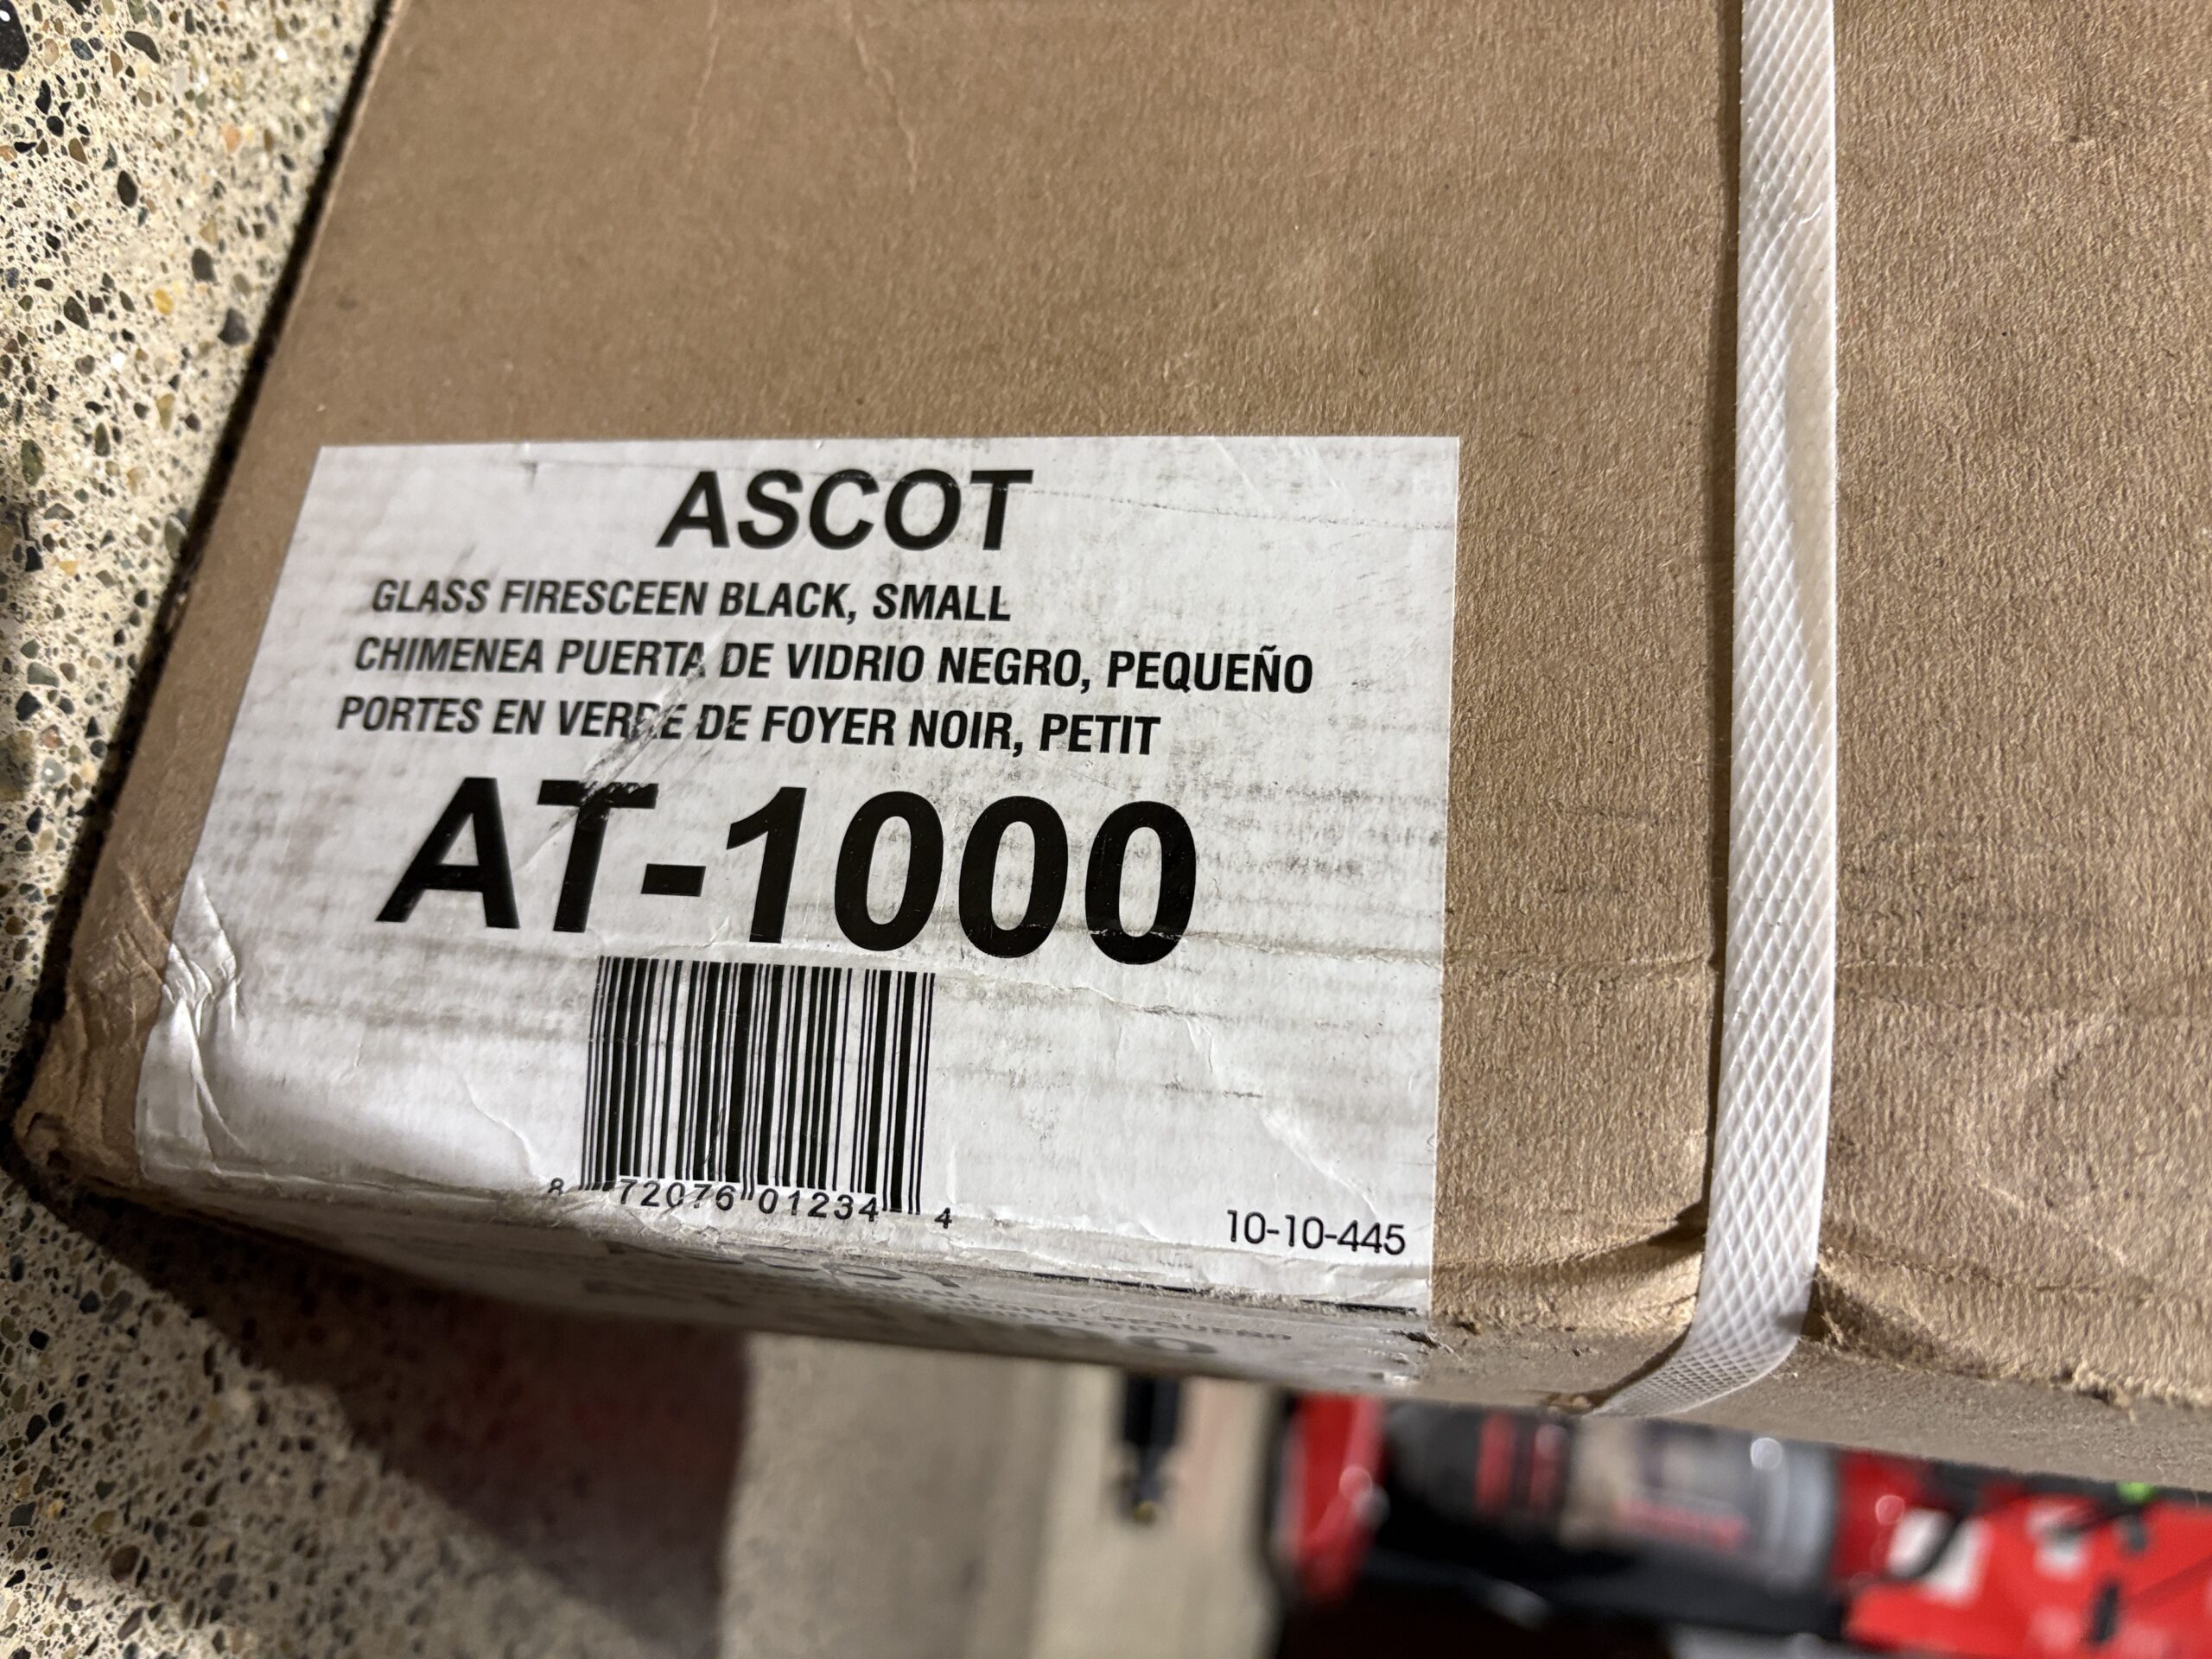 ASCOT
GLASS FIRESCEEN BLACK, SMALL
CHIMENEA PUERTA DE VIDRIO NEGRO, PEQUEÑO
PORTES EN VERRE DE FOYER NOIR, PETIT
AT-1000
8 72076 01234 4
10-10-445